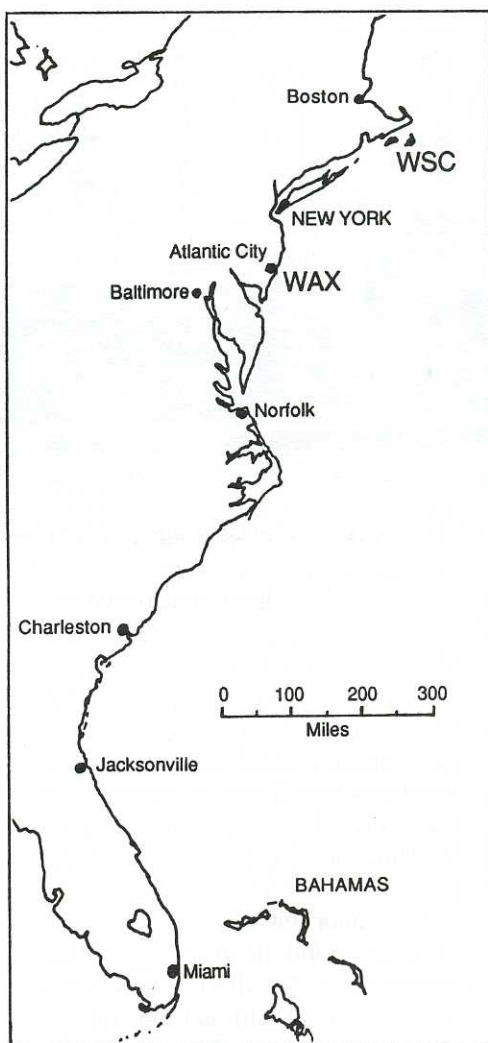 Boston
WSC
NEW YORK
Atlantic City
WAX
Baltimore
Norfolk
Charleston
0 100 200 300
Miles
Jacksonville
BAHAMAS
Miami